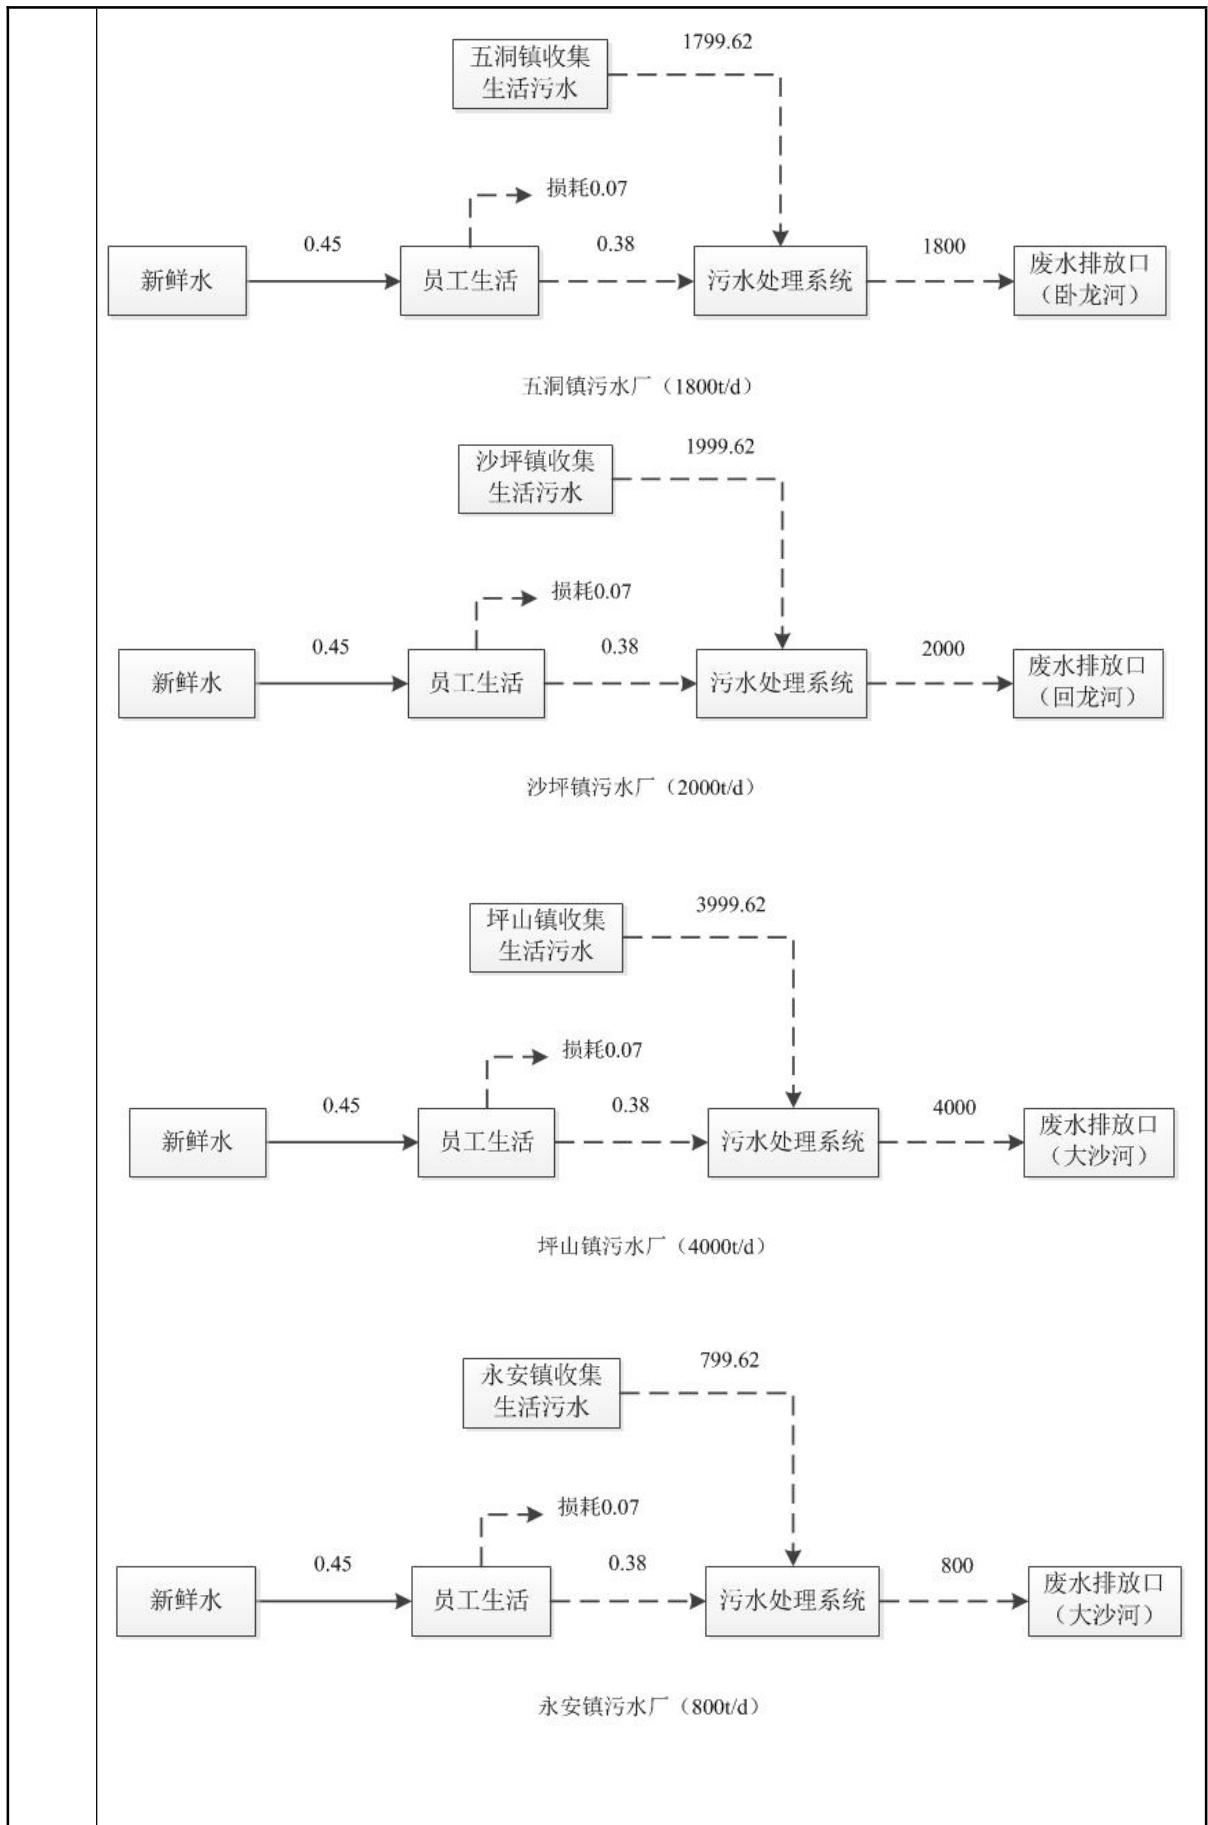 五洞镇收集
生活污水
1799.62
损耗0.07
新鲜水
0.45
员工生活
0.38
污水处理系统
1800
废水排放口
（卧龙河）
五洞镇污水厂（1800t/d）
沙坪镇收集
生活污水
1999.62
损耗0.07
新鲜水
0.45
员工生活
0.38
污水处理系统
2000
废水排放口
（回龙河）
沙坪镇污水厂（2000t/d）
坪山镇收集
生活污水
3999.62
损耗0.07
新鲜水
0.45
员工生活
0.38
污水处理系统
4000
废水排放口
（大沙河）
坪山镇污水厂（4000t/d）
永安镇收集
生活污水
799.62
损耗0.07
新鲜水
0.45
员工生活
0.38
污水处理系统
800
废水排放口
（大沙河）
永安镇污水厂（800t/d）